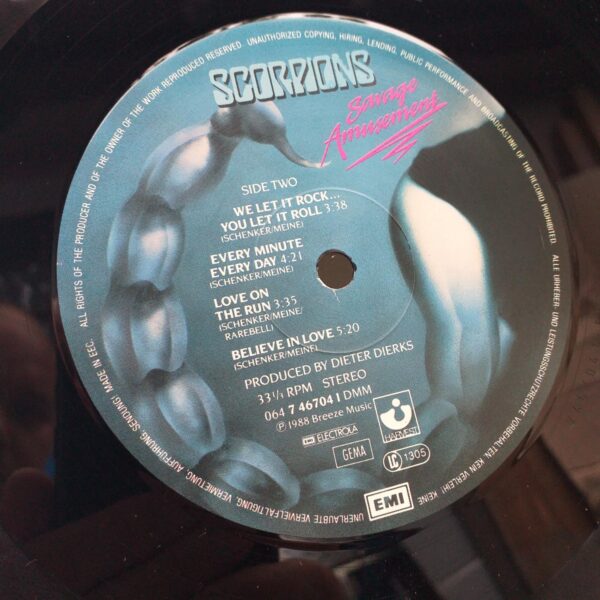 ALL RIGHTS OF THE PRODUCER AND OF THE OWNER OF THE WORK REPRODUCED RESERVED. UNAUTHORIZED COPYING, HIRING, LENDING, PUBLIC PERFORMANCE AND BROADCASTING OF THE RECORD PROHIBITED. ALLE URHEBER- UND LEISTUNGSSCHUTZRECHTE VORBEHALTEN. KEIN VERLEIH! KEINE UNERLAUBTE VERVIELFÄLTIGUNG, VERMIETUNG, AUFFÜHRUNG, SENDUNG! MADE IN EEC.
SCORPIONS
Savage
Amusement
SIDE TWO
WE LET IT ROCK...
YOU LET IT ROLL 3:38
(SCHENKER/MEINE)
EVERY MINUTE
EVERY DAY 4:21
(SCHENKER/MEINE)
LOVE ON
THE RUN 3:35
(SCHENKER/MEINE/
RAREBELL)
BELIEVE IN LOVE 5:20
(SCHENKER/MEINE)
PRODUCED BY DIETER DIERKS
33 1/3 RPM STEREO
064 7 46704 1 DMM
Ⓟ 1988 Breeze Music
EMI ELECTROLA
HARVEST
GEMA
LC 1305
EMI